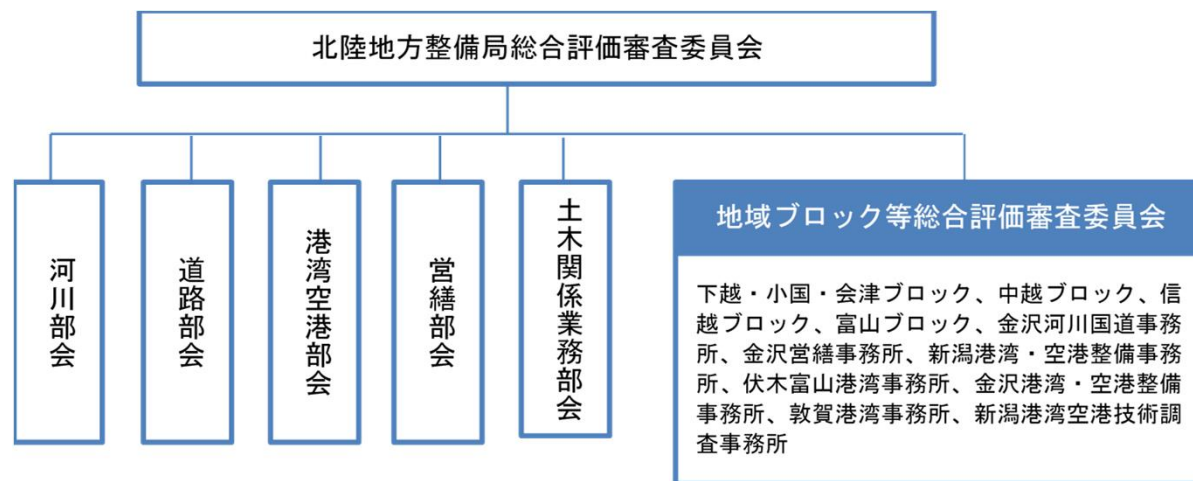 北陸地方整備局総合評価審査委員会
河川部会
道路部会
港湾空港部会
営繕部会
土木関係業務部会
地域ブロック等総合評価審査委員会
下越・小国・会津ブロック、中越ブロック、信
越ブロック、富山ブロック、金沢河川国道事務
所、金沢営繕事務所、新潟港湾・空港整備事務
所、伏木富山港湾事務所、金沢港湾・空港整備
事務所、敦賀港湾事務所、新潟港湾空港技術調
査事務所